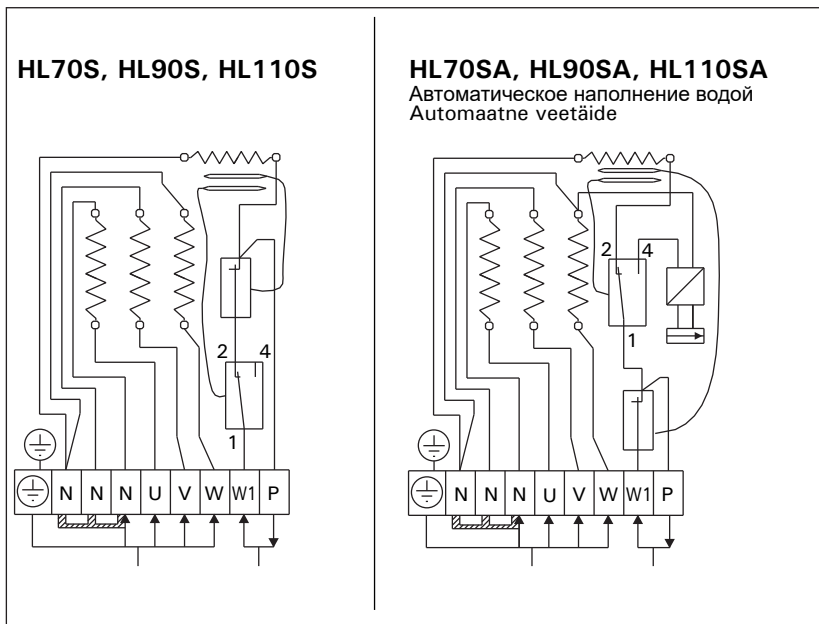 HL70S, HL90S, HL110S
2 4
1
N N N U V W W1 P
HL70SA, HL90SA, HL110SA
Автоматическое наполнение водой
Automaatne veetäide
2 4
1
N N N U V W W1 P